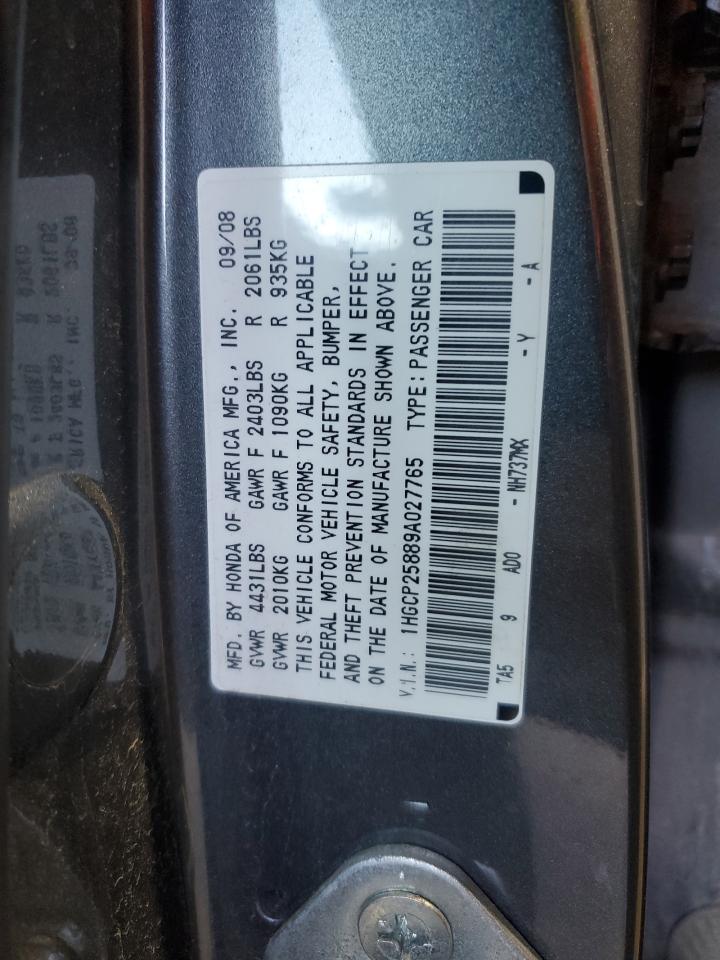 MFD. BY HONDA OF AMERICA MFG., INC. 09/08
GVWR 4431LBS GAWR F 2403LBS R 2061LBS
GVWR 2010KG GAWR F 1090KG R 935KG
THIS VEHICLE CONFORMS TO ALL APPLICABLE
FEDERAL MOTOR VEHICLE SAFETY, BUMPER,
AND THEFT PREVENTION STANDARDS IN EFFECT
ON THE DATE OF MANUFACTURE SHOWN ABOVE.
V.I.N.: 1HGCP25889A027765 TYPE: PASSENGER CAR
TA5 9 ADO - NH737MX - Y - A